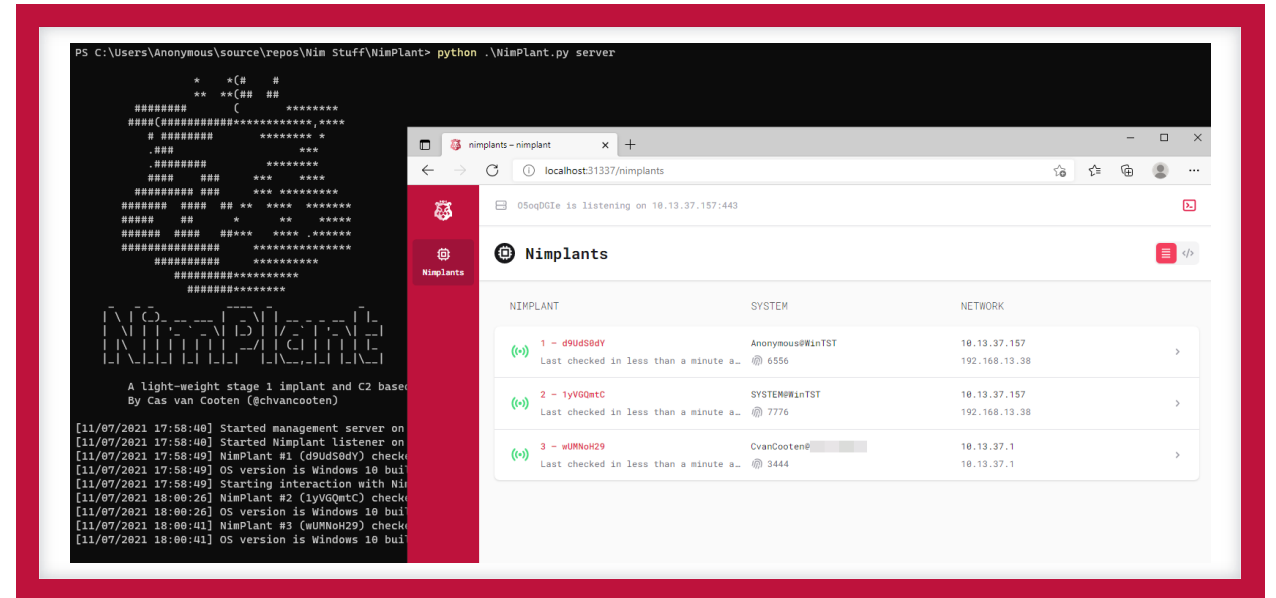 PS C:\Users\Anonymous\source\repos\Nim Stuff\NimPlant> python .\NimPlant.py server
NimPlant
A light-weight stage 1 implant and C2 base
By Cas van Cooten (@chvancooten)
[11/07/2021 17:58:40] Started management server on
[11/07/2021 17:58:40] Started Nimplant listener on
[11/07/2021 17:58:49] NimPlant #1 (d9UdS0dY) check
[11/07/2021 17:58:49] OS version is Windows 10 bui
[11/07/2021 17:58:49] Starting interaction with Ni
[11/07/2021 18:00:26] NimPlant #2 (1yVGQmtC) check
[11/07/2021 18:00:26] OS version is Windows 10 bui
[11/07/2021 18:00:41] NimPlant #3 (wUMNoH29) check
[11/07/2021 18:00:41] OS version is Windows 10 bui
nimplants – nimplant
localhost:31337/nimplants
O5oqDGIe is listening on 10.13.37.157:443
Nimplants
Nimplants
NIMPLANT SYSTEM NETWORK
1 - d9UdS0dY Anonymous@WinTST 10.13.37.157
Last checked in less than a minute a… 6556 192.168.13.38
2 - 1yVGQmtC SYSTEM@WinTST 10.13.37.157
Last checked in less than a minute a… 7776 192.168.13.38
3 - wUMNoH29 CvanCooten@ 10.13.37.1
Last checked in less than a minute a… 3444 10.13.37.1